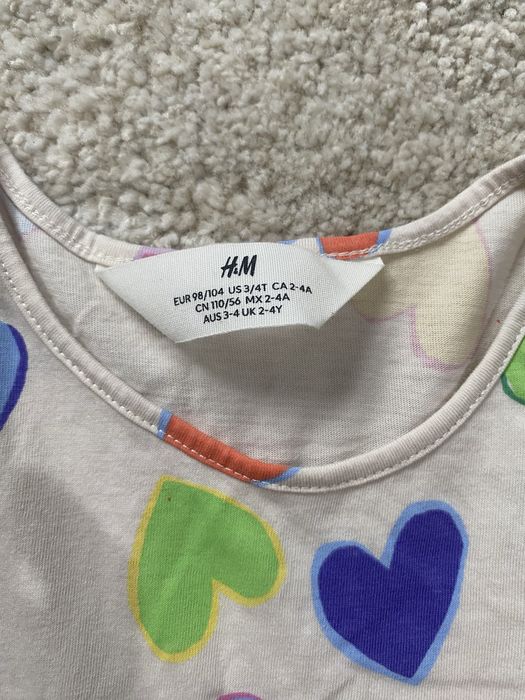 H&M
EUR 98/104 US 3/4T CA 2-4A
CN 110/56 MX 2-4A
AUS 3-4 UK 2-4Y